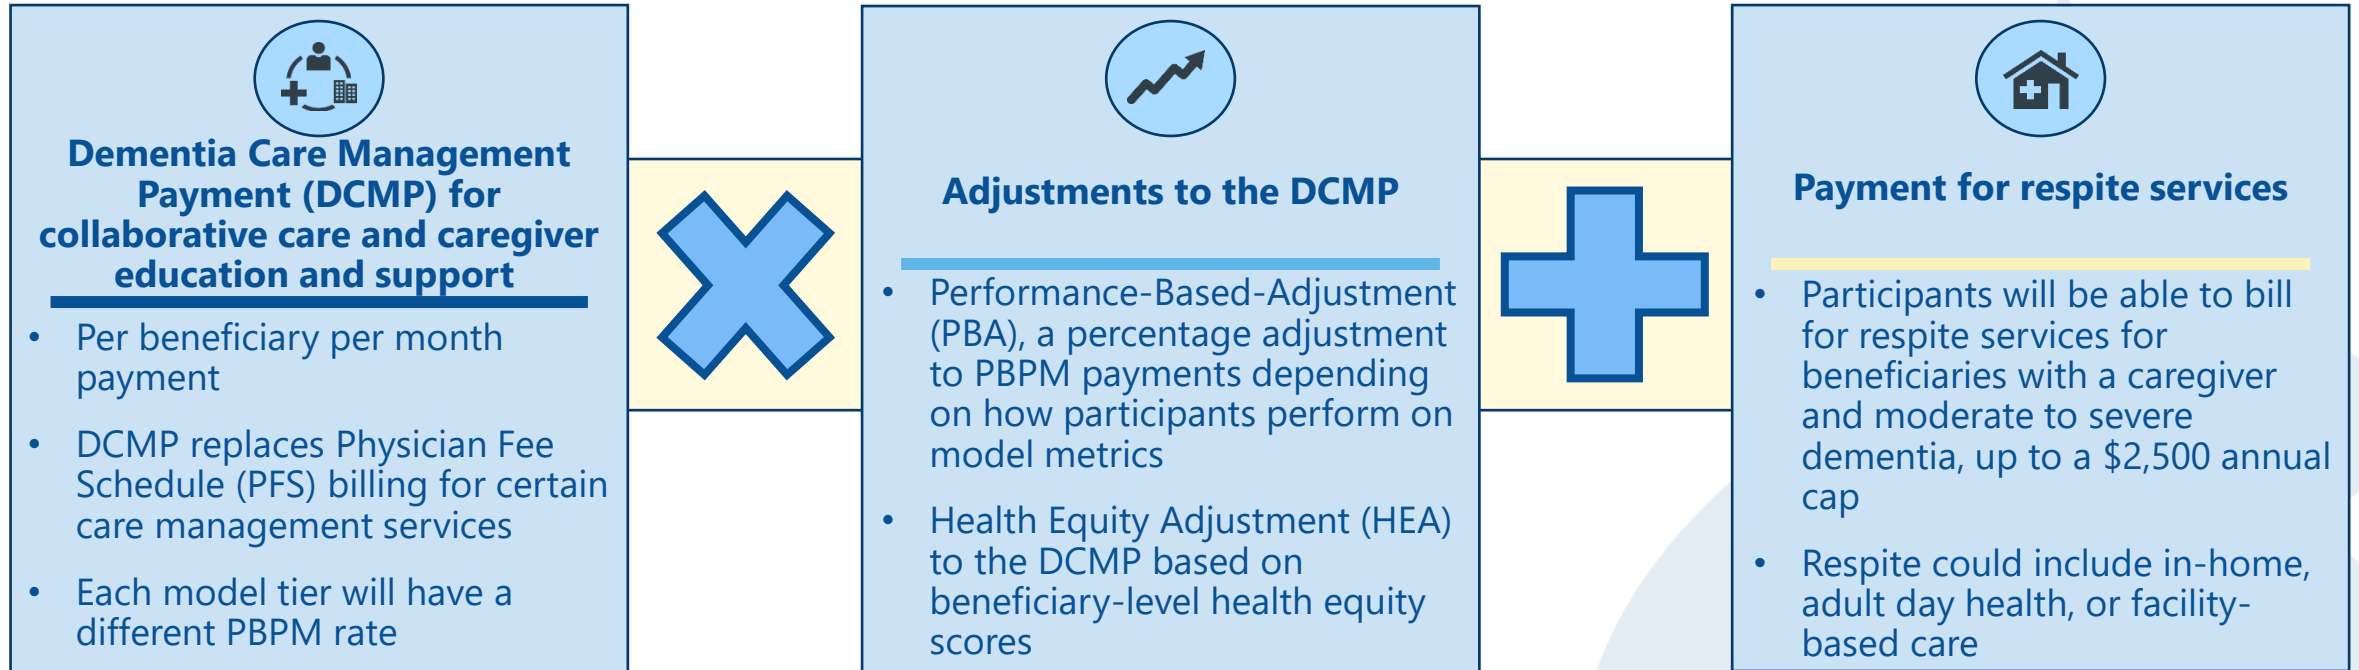 Dementia Care Management
Payment (DCMP) for
collaborative care and caregiver
education and support
• Per beneficiary per month
payment
• DCMP replaces Physician Fee
Schedule (PFS) billing for certain
care management services
• Each model tier will have a
different PBPM rate
Adjustments to the DCMP
• Performance-Based-Adjustment
(PBA), a percentage adjustment
to PBPM payments depending
on how participants perform on
model metrics
• Health Equity Adjustment (HEA)
to the DCMP based on
beneficiary-level health equity
scores
Payment for respite services
• Participants will be able to bill
for respite services for
beneficiaries with a caregiver
and moderate to severe
dementia, up to a $2,500 annual
cap
• Respite could include in-home,
adult day health, or facility-
based care